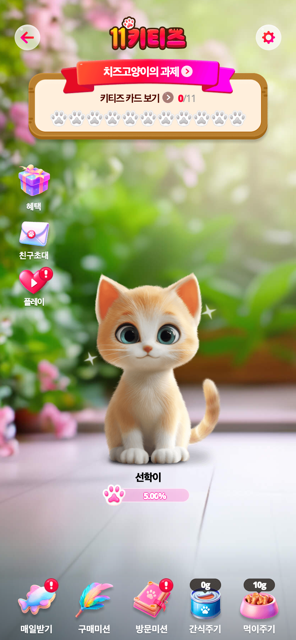 11키티즈
치즈고양이의 과제
키티즈 카드 보기 0/11
혜택
친구초대
플레이
선학이
5.00%
0g
10g
매일받기
구매미션
방문미션
간식주기
먹이주기